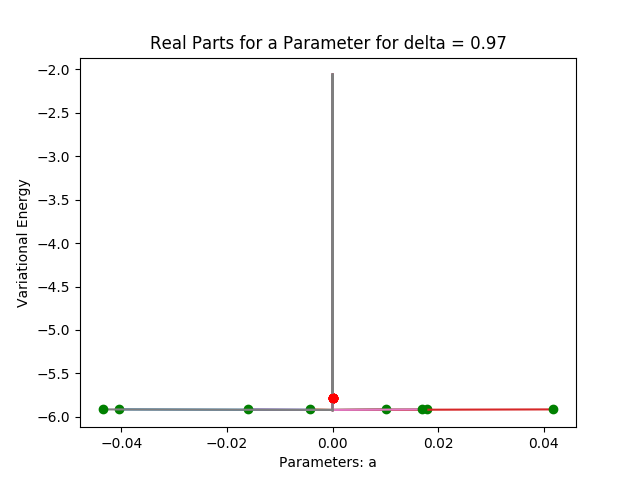 Real Parts for a Parameter for delta = 0.97
−2.0
−2.5
−3.0
−3.5
−4.0
−4.5
−5.0
−5.5
−6.0
Variational Energy
−0.04 −0.02 0.00 0.02 0.04
Parameters: a